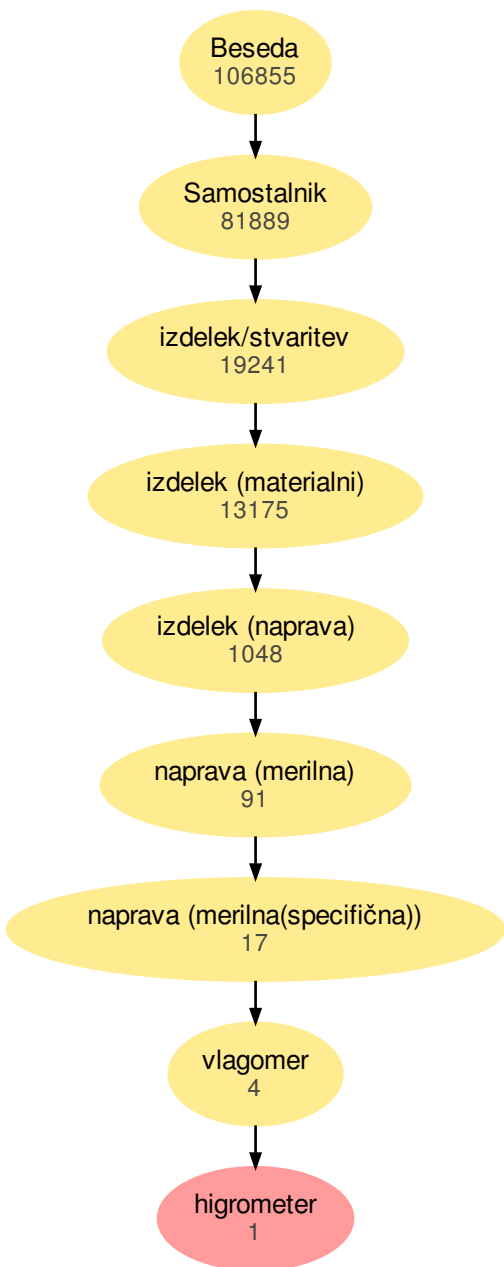 Beseda
106855
Samostalnik
81889
izdelek/stvaritev
19241
izdelek (materialni)
13175
izdelek (naprava)
1048
naprava (merilna)
91
naprava (merilna(specifična))
17
vlagomer
4
higrometer
1